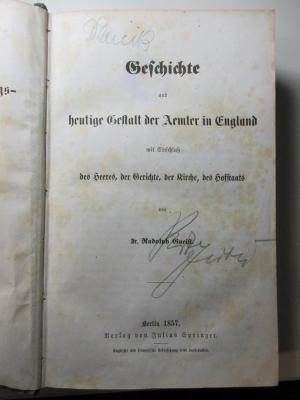 Geschichte
und
heutige Gestalt der Aemter in England
mit Einschluß
des Heeres, der Gerichte, der Kirche, des Hofstaats
von
Dr. Rudolph Gneist.
Berlin 1857.
Verlag von Julius Springer.